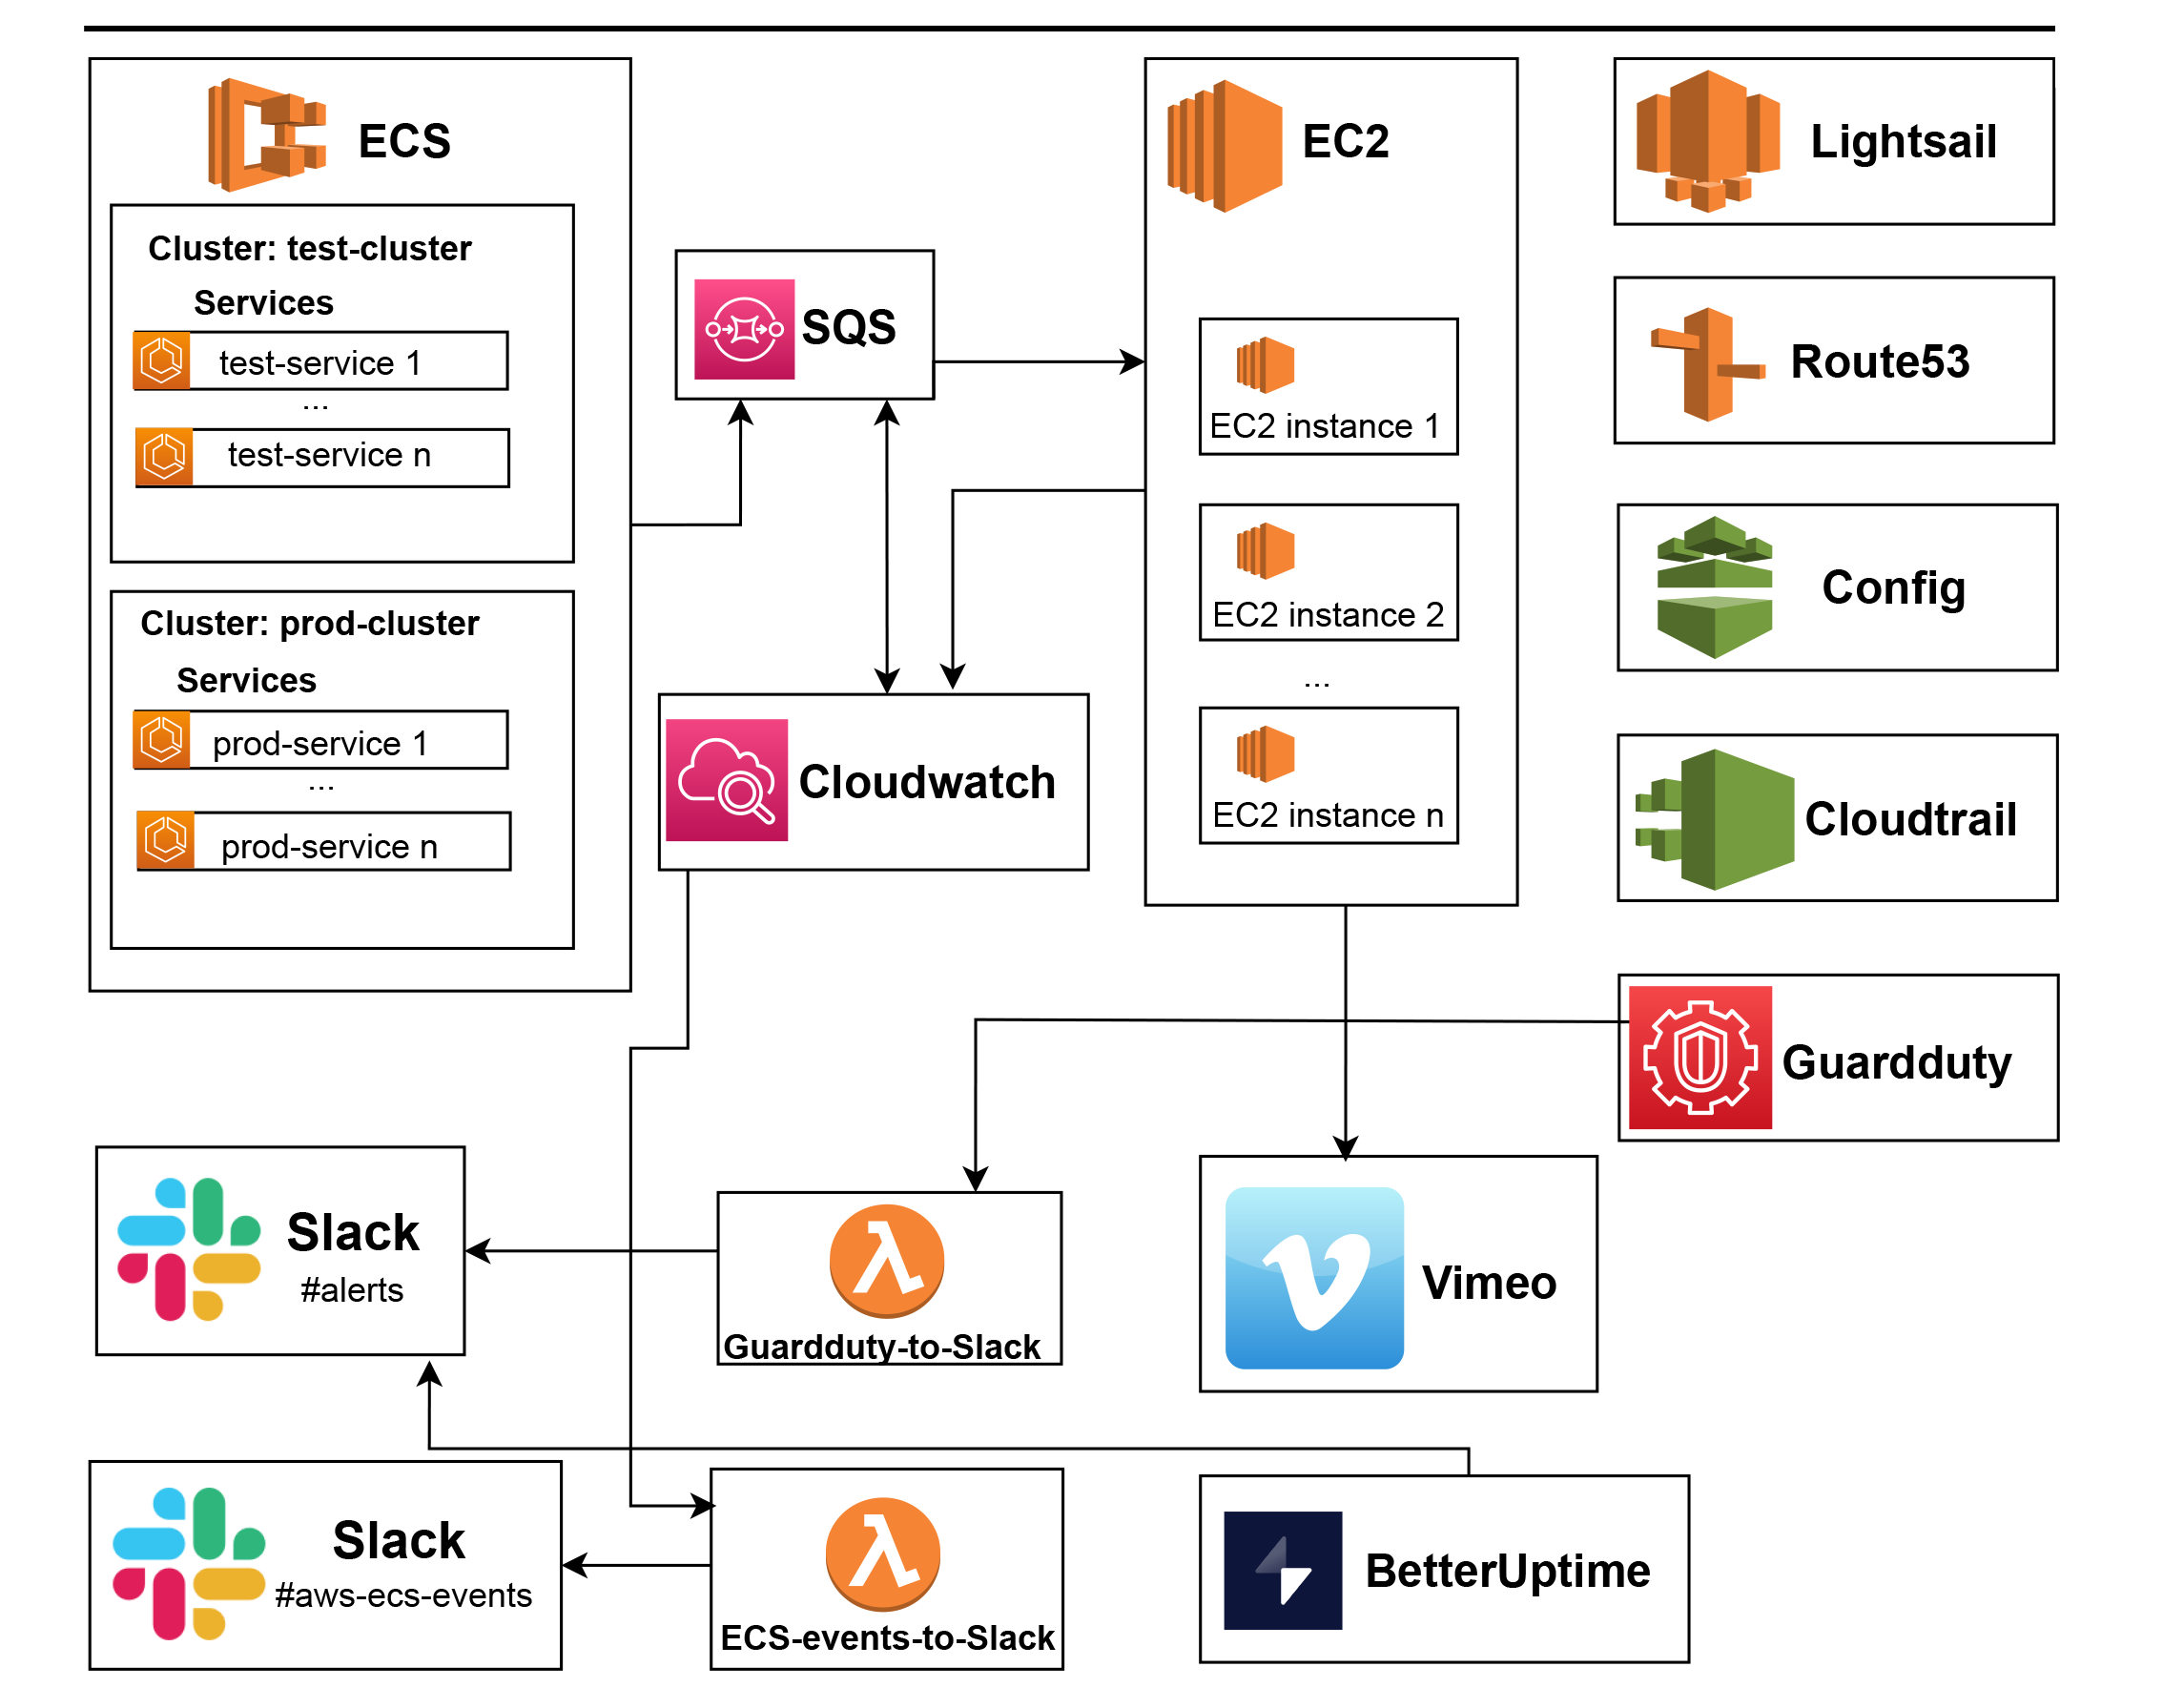 ECS
Cluster: test-cluster
Services
test-service 1
...
test-service n
Cluster: prod-cluster
Services
prod-service 1
...
prod-service n
SQS
Cloudwatch
EC2
EC2 instance 1
EC2 instance 2
...
EC2 instance n
Lightsail
Route53
Config
Cloudtrail
Guardduty
Slack
#alerts
Guardduty-to-Slack
Vimeo
Slack
#aws-ecs-events
ECS-events-to-Slack
BetterUptime